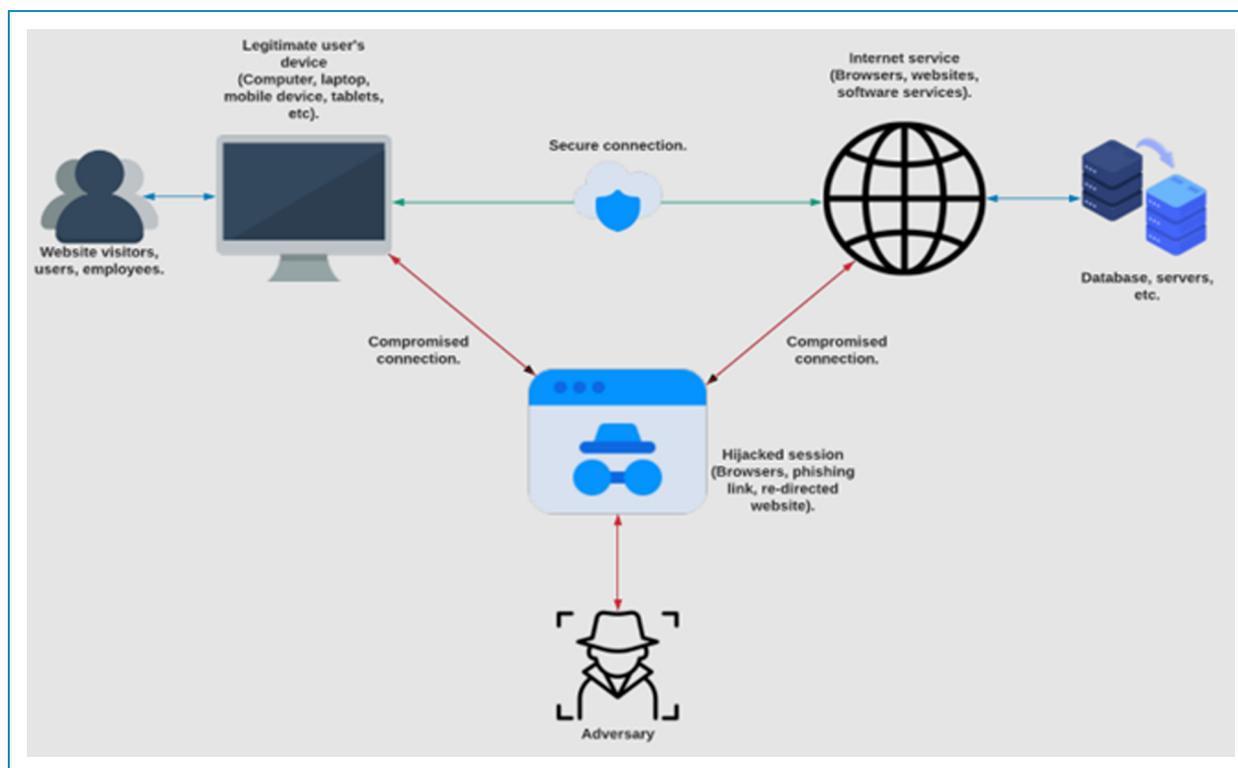 Legitimate user's
device
(Computer, laptop,
mobile device, tablets,
etc).
Internet service
(Browsers, websites,
software services).
Secure connection.
Website visitors,
users, employees.
Database, servers,
etc.
Compromised
connection.
Compromised
connection.
Hijacked session
(Browsers, phishing
link, re-directed
website).
Adversary